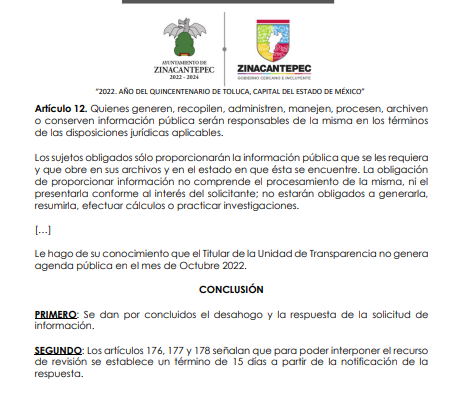 AYUNTAMIENTO DE
ZINACANTEPEC
2022 - 2024
ZINACANTEPEC
GOBIERNO CERCANO E INCLUYENTE
"2022. AÑO DEL QUINCENTENARIO DE TOLUCA, CAPITAL DEL ESTADO DE MÉXICO"
Artículo 12. Quienes generen, recopilen, administren, manejen, procesen, archiven
o conserven información pública serán responsables de la misma en los términos
de las disposiciones jurídicas aplicables.
Los sujetos obligados sólo proporcionarán la información pública que se les requiera
y que obre en sus archivos y en el estado en que ésta se encuentre. La obligación
de proporcionar información no comprende el procesamiento de la misma, ni el
presentarla conforme al interés del solicitante; no estarán obligados a generarla,
resumirla, efectuar cálculos o practicar investigaciones.
[...]
Le hago de su conocimiento que el Titular de la Unidad de Transparencia no genera
agenda pública en el mes de Octubre 2022.
CONCLUSIÓN
PRIMERO: Se dan por concluidos el desahogo y la respuesta de la solicitud de
información.
SEGUNDO: Los artículos 176, 177 y 178 señalan que para poder interponer el recurso
de revisión se establece un término de 15 días a partir de la notificación de la
respuesta.